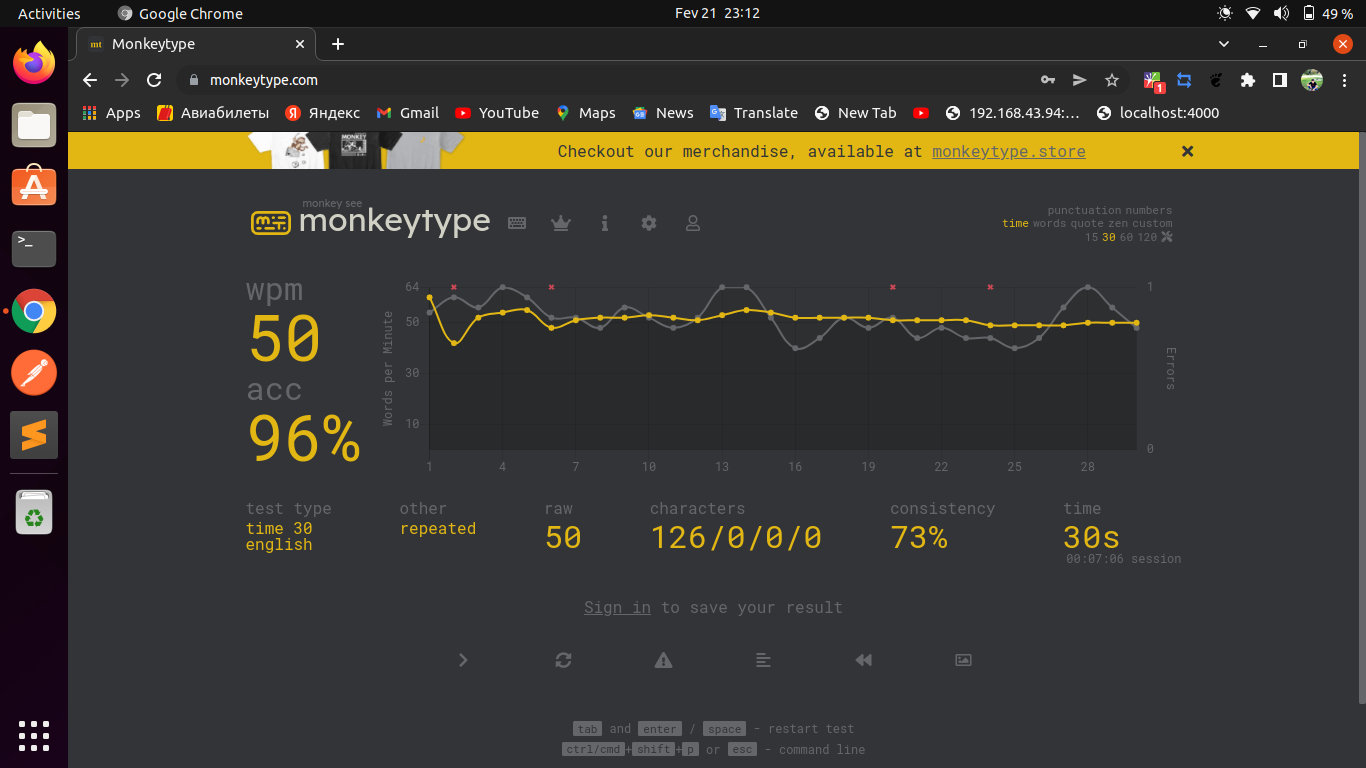 Activities Google Chrome Fev 21 23:12 49 %
mt Monkeytype
monkeytype.com 1
Apps Авиабилеты Яндекс Gmail YouTube Maps News Translate New Tab 192.168.43.94:... localhost:4000
MONKEY
Checkout our merchandise, available at monkeytype.store
monkey see
monkeytype
punctuation numbers
time words quote zen custom
15 30 60 120
wpm
50
acc
96%
Words per Minute
64
50
30
10
1 4 7 10 13 16 19 22 25 28
1
0
Errors
test type
time 30
english
other
repeated
raw
50
characters
126/0/0/0
consistency
73%
time
30s
00:07:06 session
Sign in to save your result
tab and enter / space - restart test
ctrl/cmd+shift+p or esc - command line